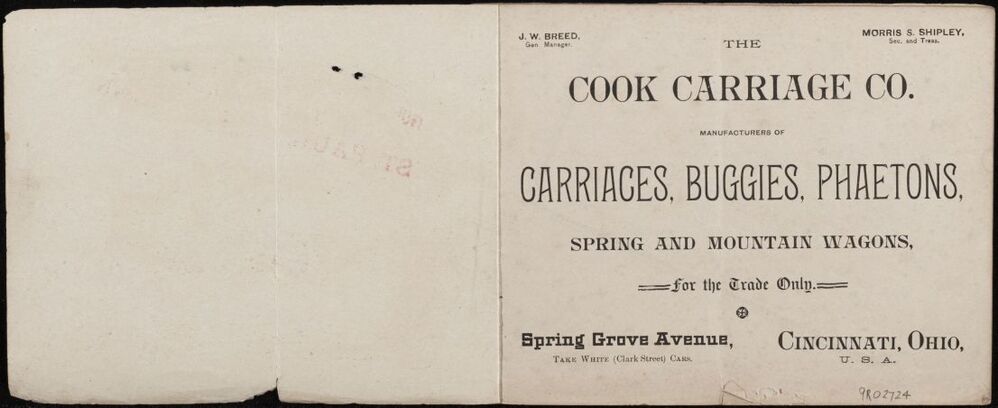 J. W. BREED,
Gen Manager.
MORRIS S. SHIPLEY,
Sec. and Treas.
THE
COOK CARRIAGE CO.
MANUFACTURERS OF
CARRIAGES, BUGGIES, PHAETONS,
SPRING AND MOUNTAIN WAGONS,
For the Trade Only.
Spring Grove Avenue,
TAKE WHITE (Clark Street) CARS.
CINCINNATI, OHIO,
U. S. A.
9R02724